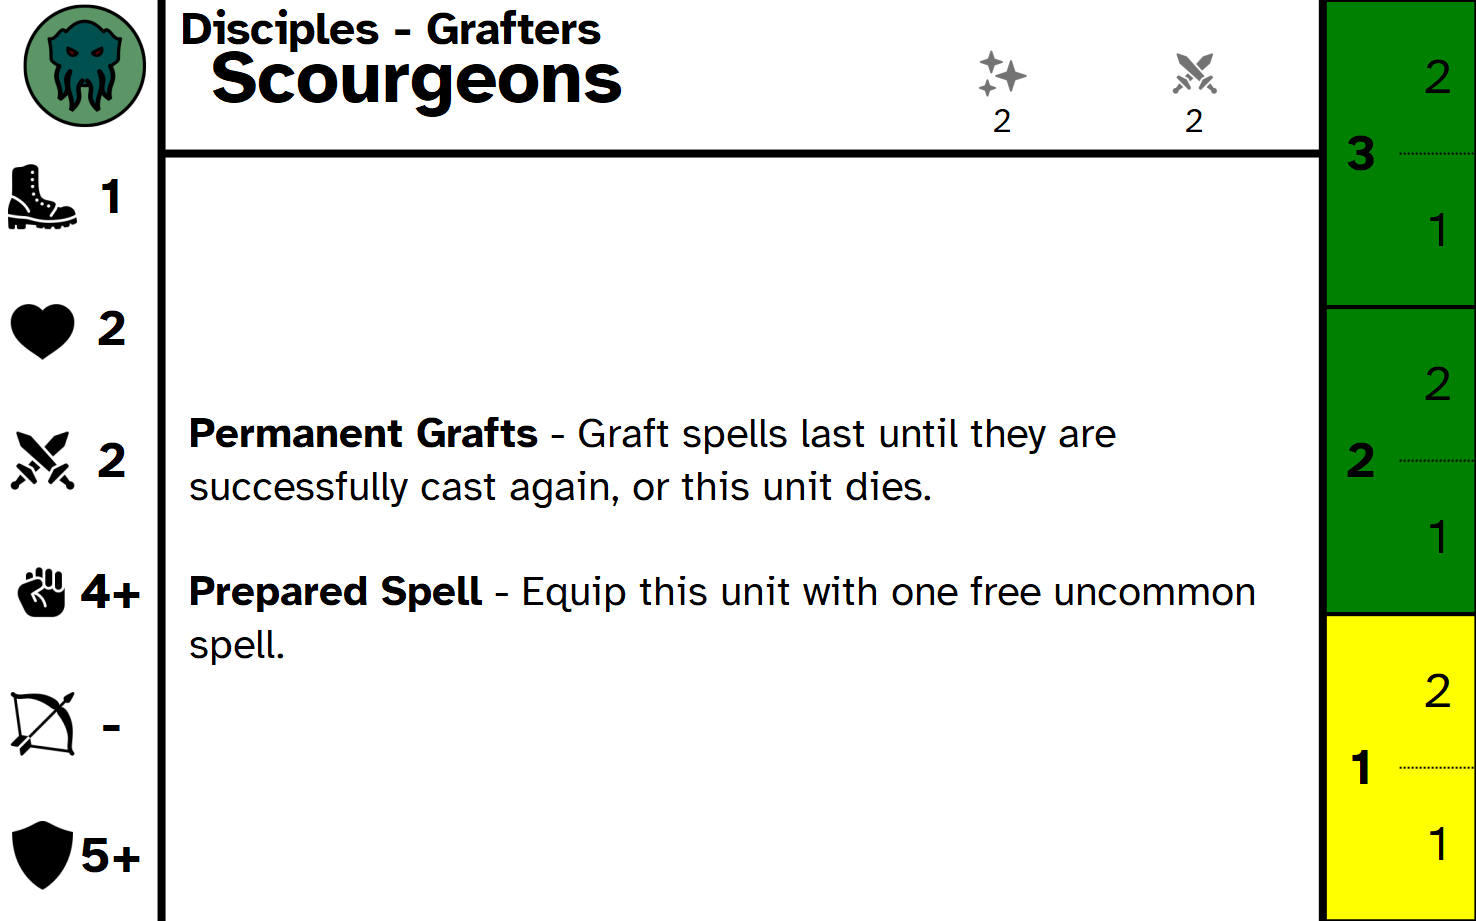 Disciples - Grafters
Scourgeons
2 2
1
2
2
4+
-
5+
Permanent Grafts - Graft spells last until they are
successfully cast again, or this unit dies.
Prepared Spell - Equip this unit with one free uncommon
spell.
2
3
1
2
2
1
2
1
1